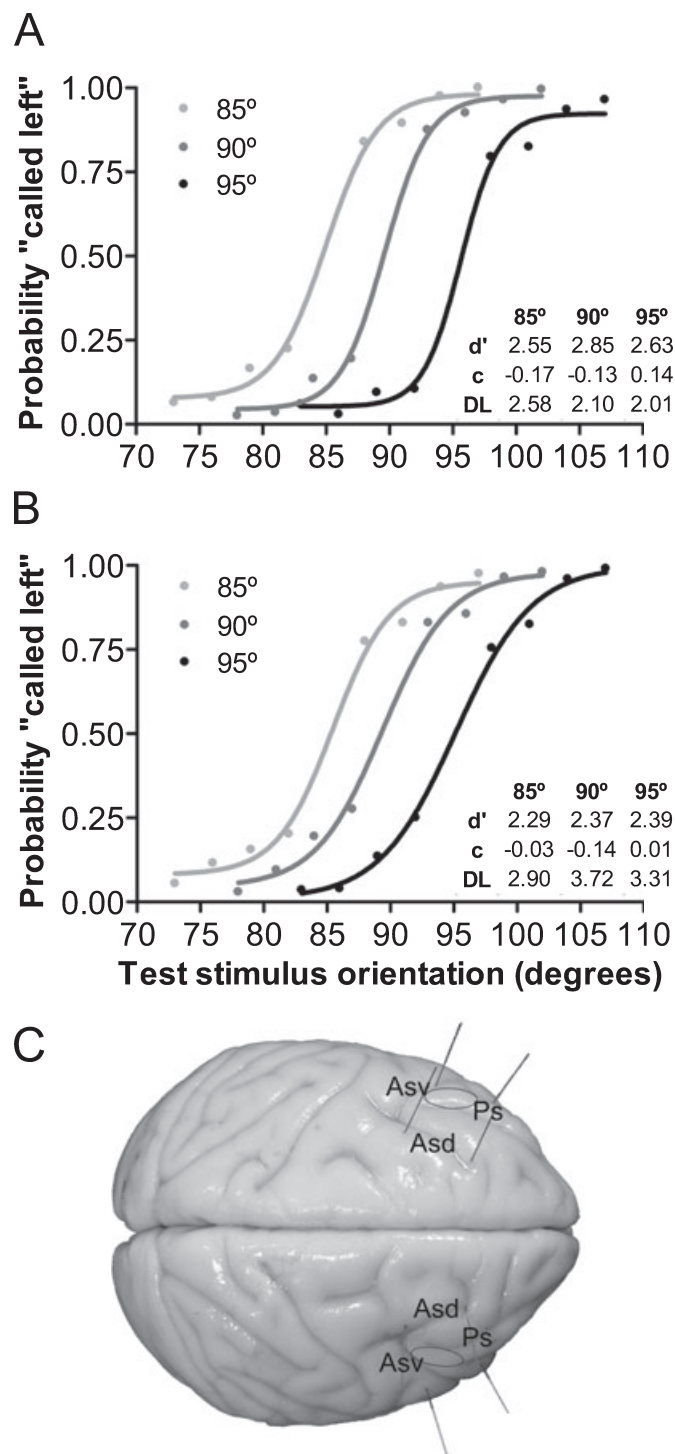 A
Probability "called left"
1.00
0.75
0.50
0.25
0.00
85º
90º
95º
85º 90º 95º
d' 2.55 2.85 2.63
c -0.17 -0.13 0.14
DL 2.58 2.10 2.01
70 75 80 85 90 95 100 105 110
B
Probability "called left"
1.00
0.75
0.50
0.25
0.00
85º
90º
95º
85º 90º 95º
d' 2.29 2.37 2.39
c -0.03 -0.14 0.01
DL 2.90 3.72 3.31
70 75 80 85 90 95 100 105 110
Test stimulus orientation (degrees)
C
Asv
Ps
Asd
Asd
Ps
Asv